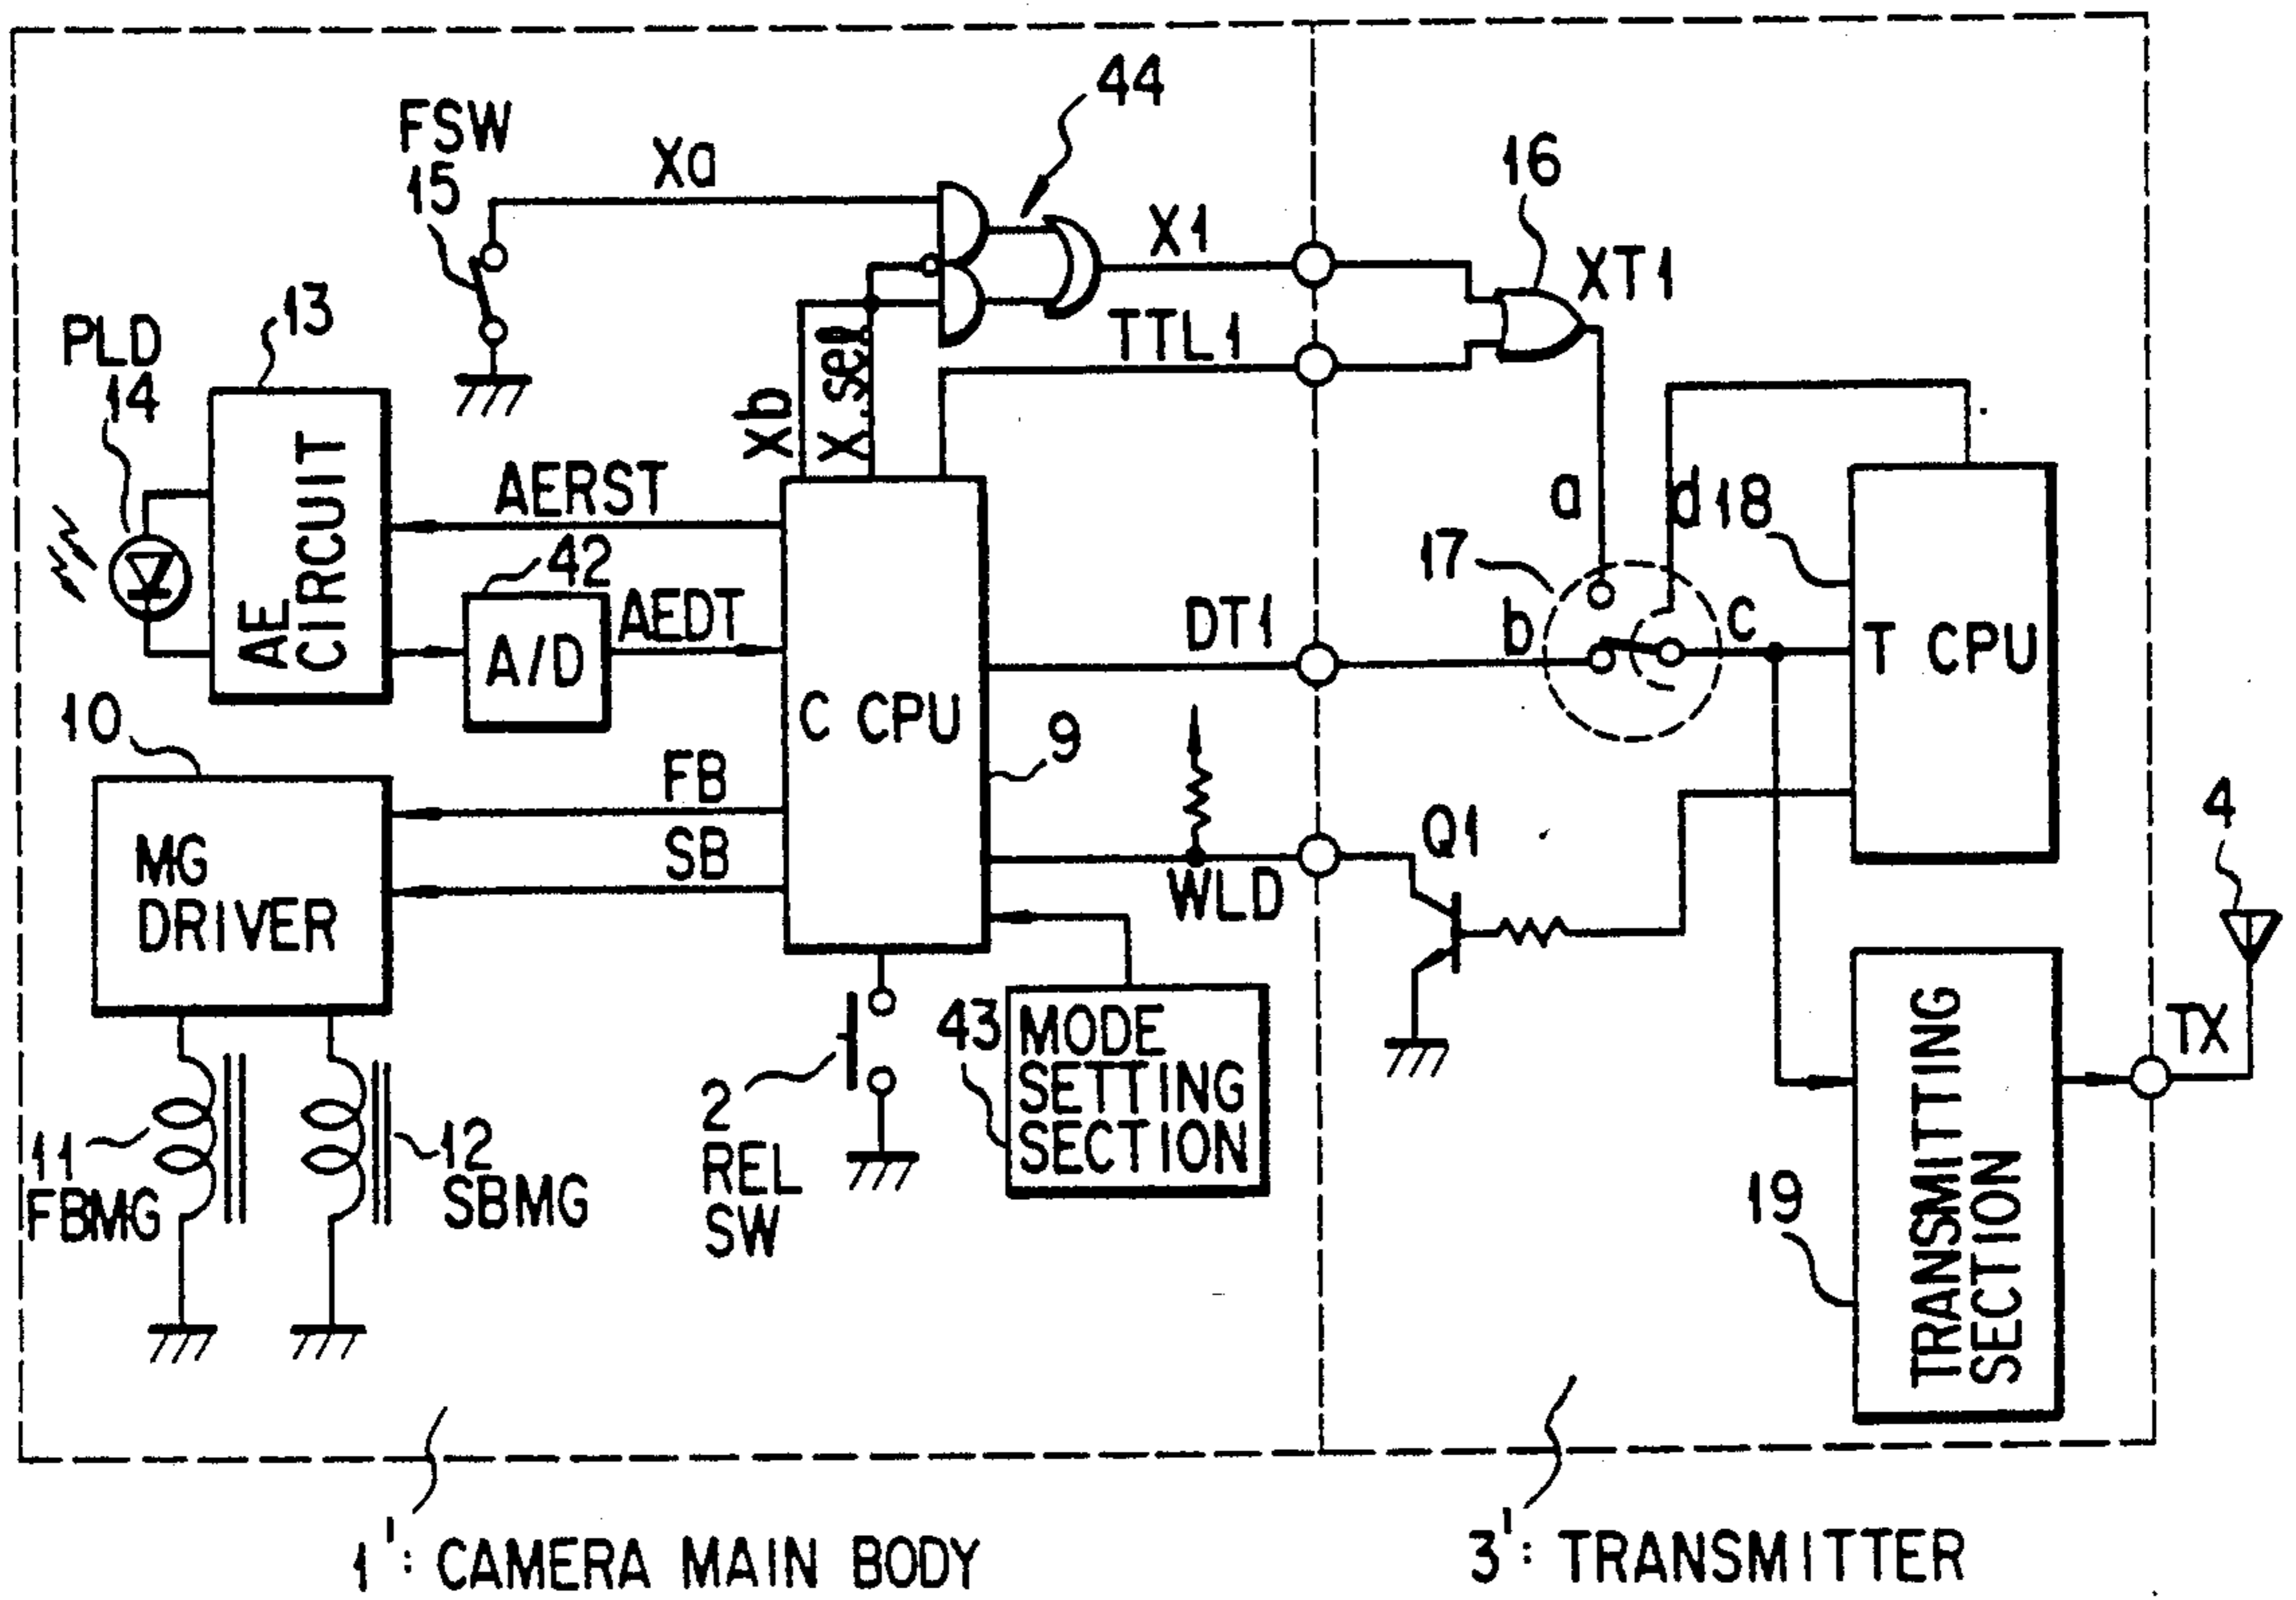 44
FSW
15
Xa
16
X1
XT1
PLD
14
13
AE
CIRCUIT
Xb
X.sel
TTL1
AERST
42
A/D
AEDT
a
d
18
17
b
c
DT1
T CPU
C CPU
9
10
FB
SB
MG
DRIVER
Q1
4
WLD
43
MODE
SETTING
SECTION
TX
TRANSMITTING
SECTION
19
2
REL
SW
11
FBMG
12
SBMG
1': CAMERA MAIN BODY
3': TRANSMITTER